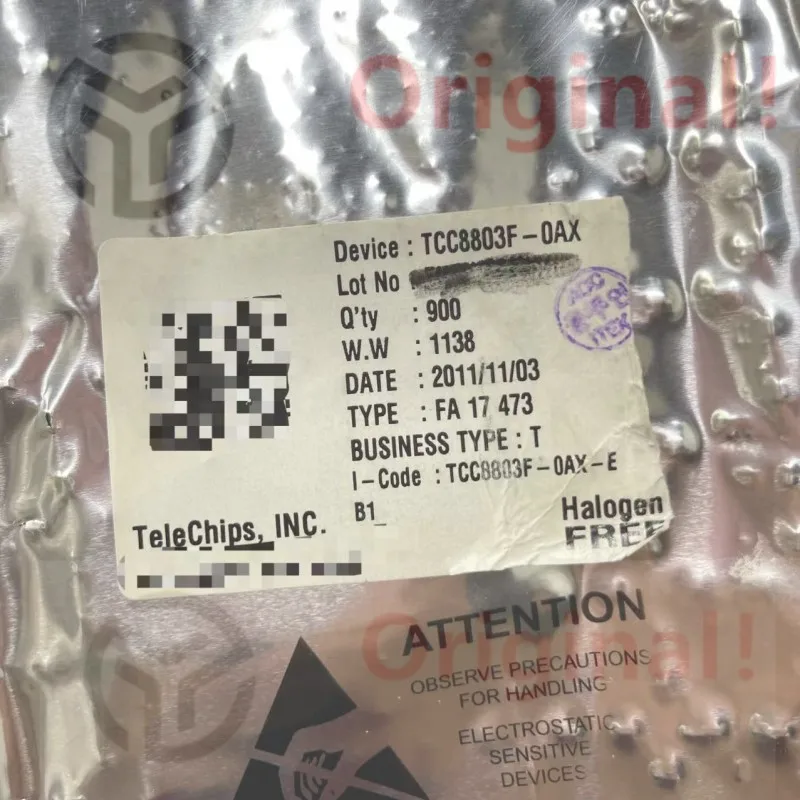 Original!
Device : TCC8803F-0AX
Lot No
Q'ty : 900
W.W : 1138
DATE : 2011/11/03
TYPE : FA 17 473
BUSINESS TYPE : T
I-Code : TCC8803F-0AX-E
B1_
TeleChips, INC.
Halogen
FREE
ATTENTION
Original!
OBSERVE PRECAUTIONS
FOR HANDLING
ELECTROSTATIC
SENSITIVE
DEVICES